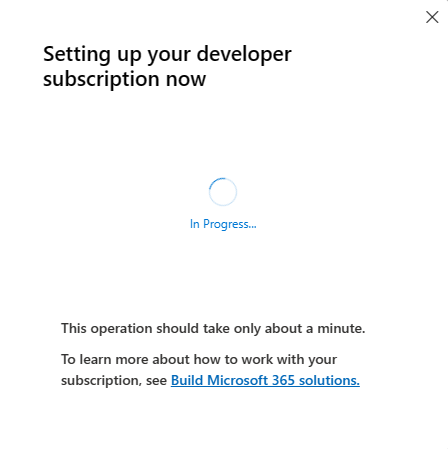 Setting up your developer
subscription now
In Progress...
This operation should take only about a minute.
To learn more about how to work with your
subscription, see Build Microsoft 365 solutions.